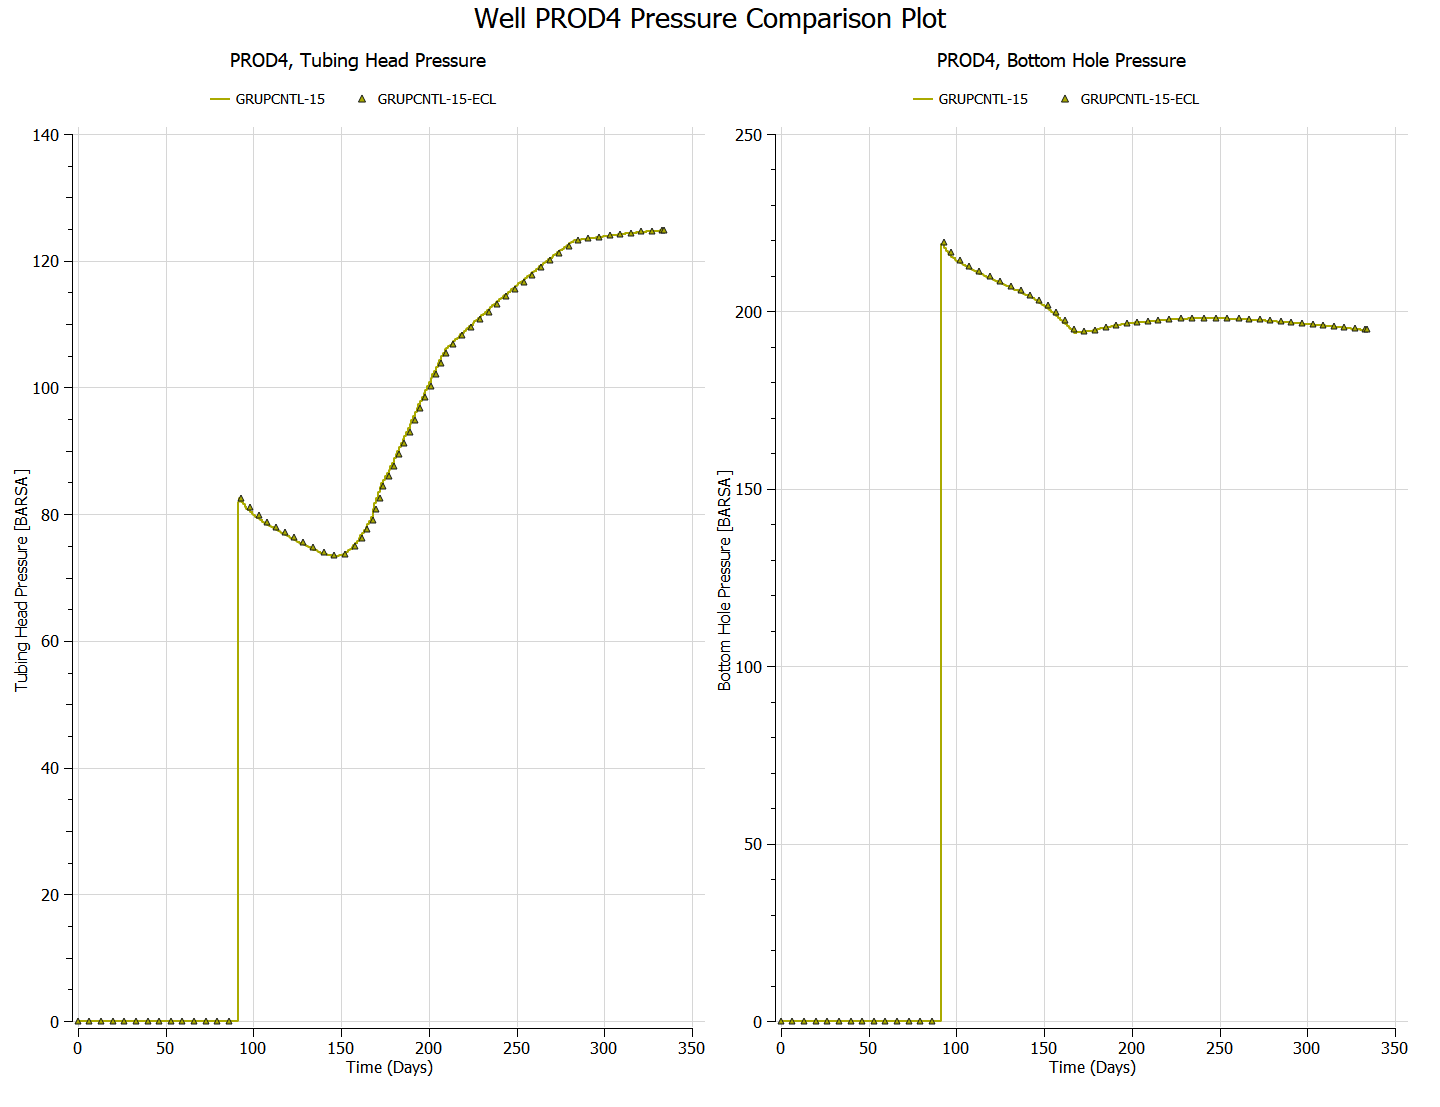 Well PROD4 Pressure Comparison Plot
PROD4, Tubing Head Pressure
GRUPCNTL-15 GRUPCNTL-15-ECL
140
120
100
80
60
40
20
0
Tubing Head Pressure [BARSA]
0 50 100 150 200 250 300 350
Time (Days)
PROD4, Bottom Hole Pressure
GRUPCNTL-15 GRUPCNTL-15-ECL
250
200
150
100
50
0
Bottom Hole Pressure [BARSA]
0 50 100 150 200 250 300 350
Time (Days)